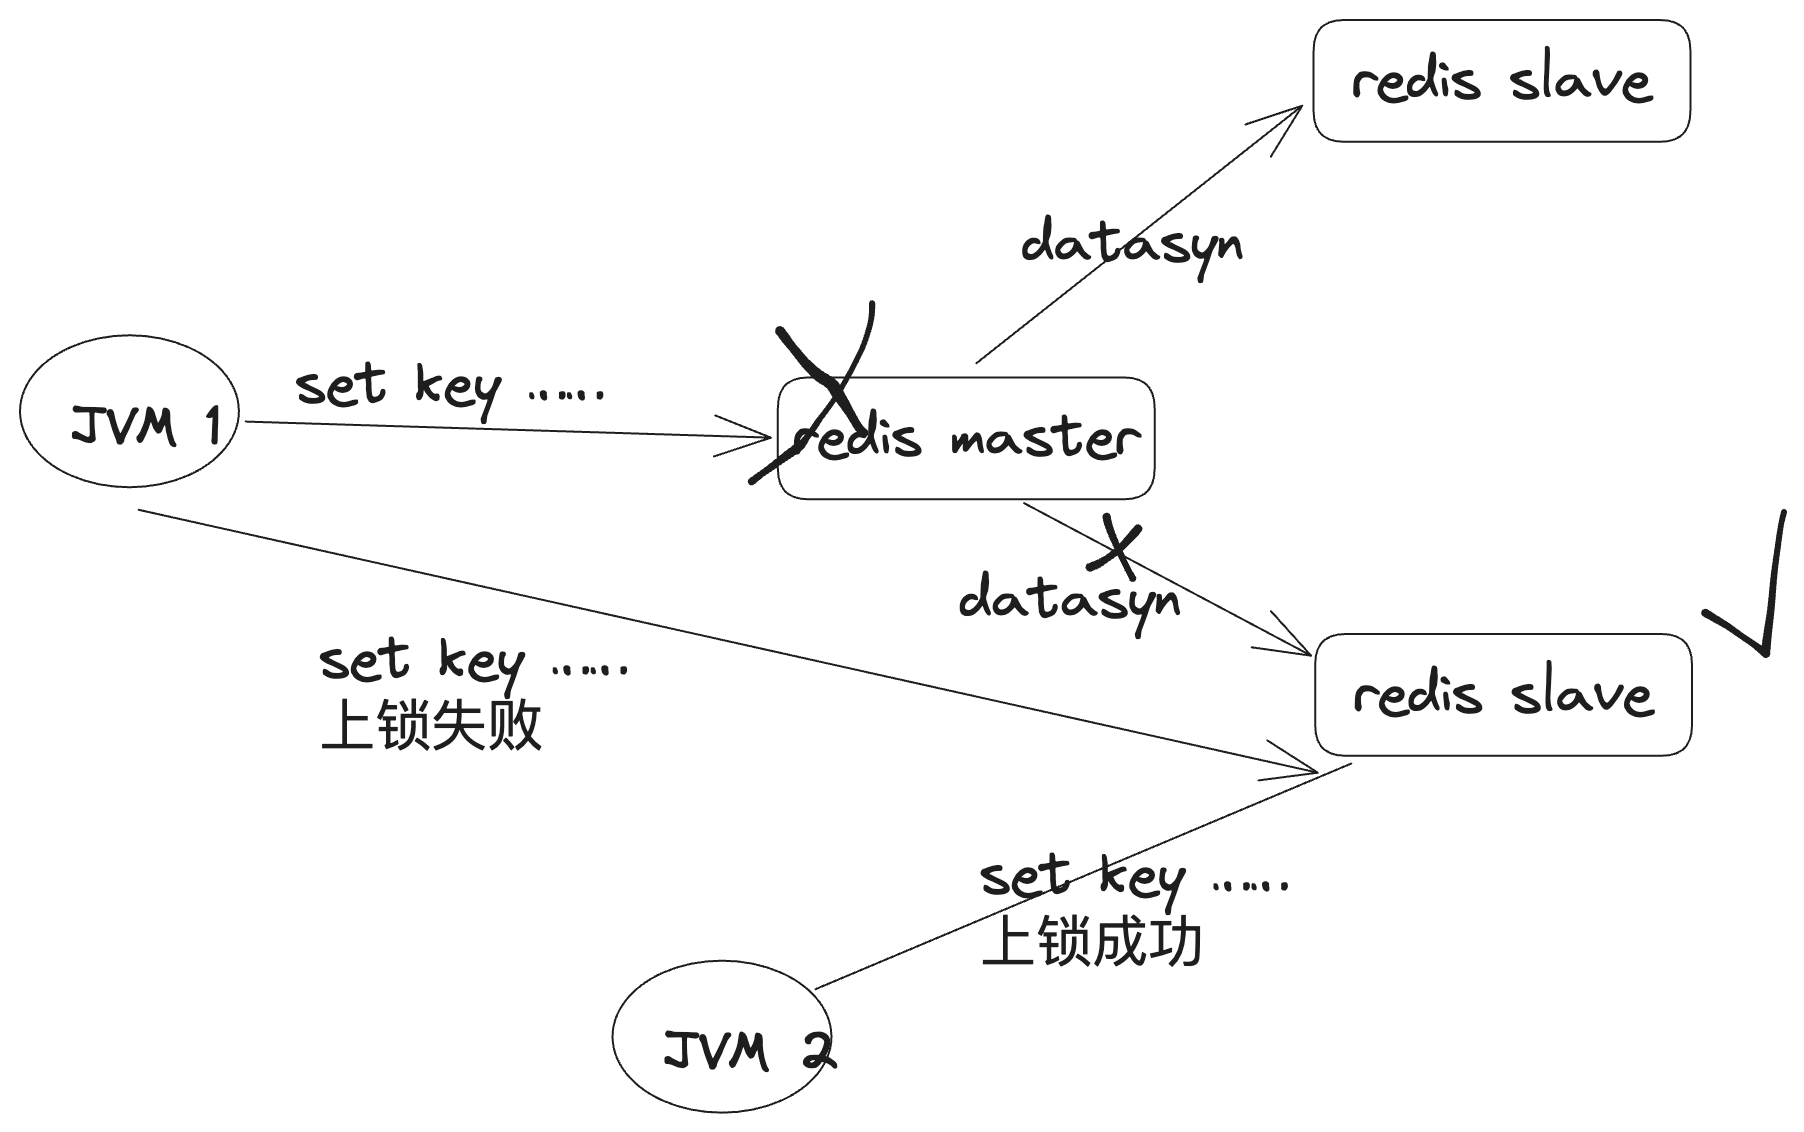 redis slave
datasyn
set key ......
JVM 1
redis master
datasyn
set key ......
上锁失败
redis slave
set key ......
上锁成功
JVM 2